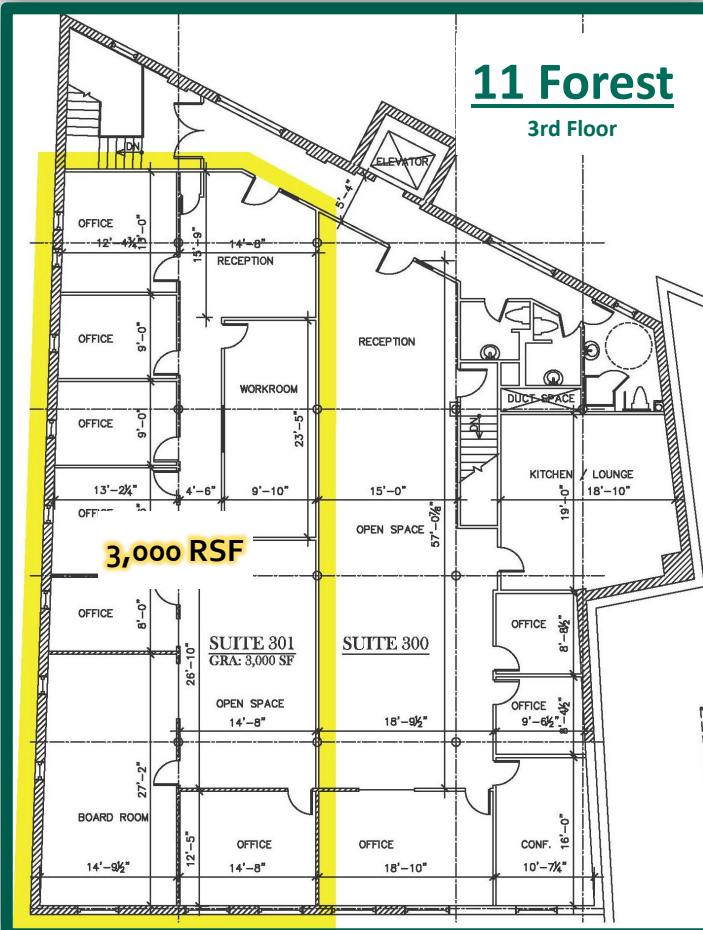 11 Forest
3rd Floor
ELEVATOR
DN
5'-4"
OFFICE
12'-4¾"
13'-0"
15'-9"
14'-8"
RECEPTION
OFFICE
9'-0"
RECEPTION
WORKROOM
DUCT SPACE
OFFICE
9'-0"
23'-5"
DN
KITCHEN / LOUNGE
13'-2¼"
4'-6"
9'-10"
15'-0"
19'-0"
18'-10"
OPEN SPACE
57'-0⅞"
3,000 RSF
OFFICE
8'-0"
OFFICE
8'-8½"
SUITE 301
GRA: 3,000 SF
SUITE 300
26'-10"
OPEN SPACE
14'-8"
18'-9½"
OFFICE
9'-6½"
8'-4½"
27'-2"
BOARD ROOM
14'-9½"
12'-5"
OFFICE
14'-8"
OFFICE
18'-10"
CONF.
16'-0"
10'-7¼"